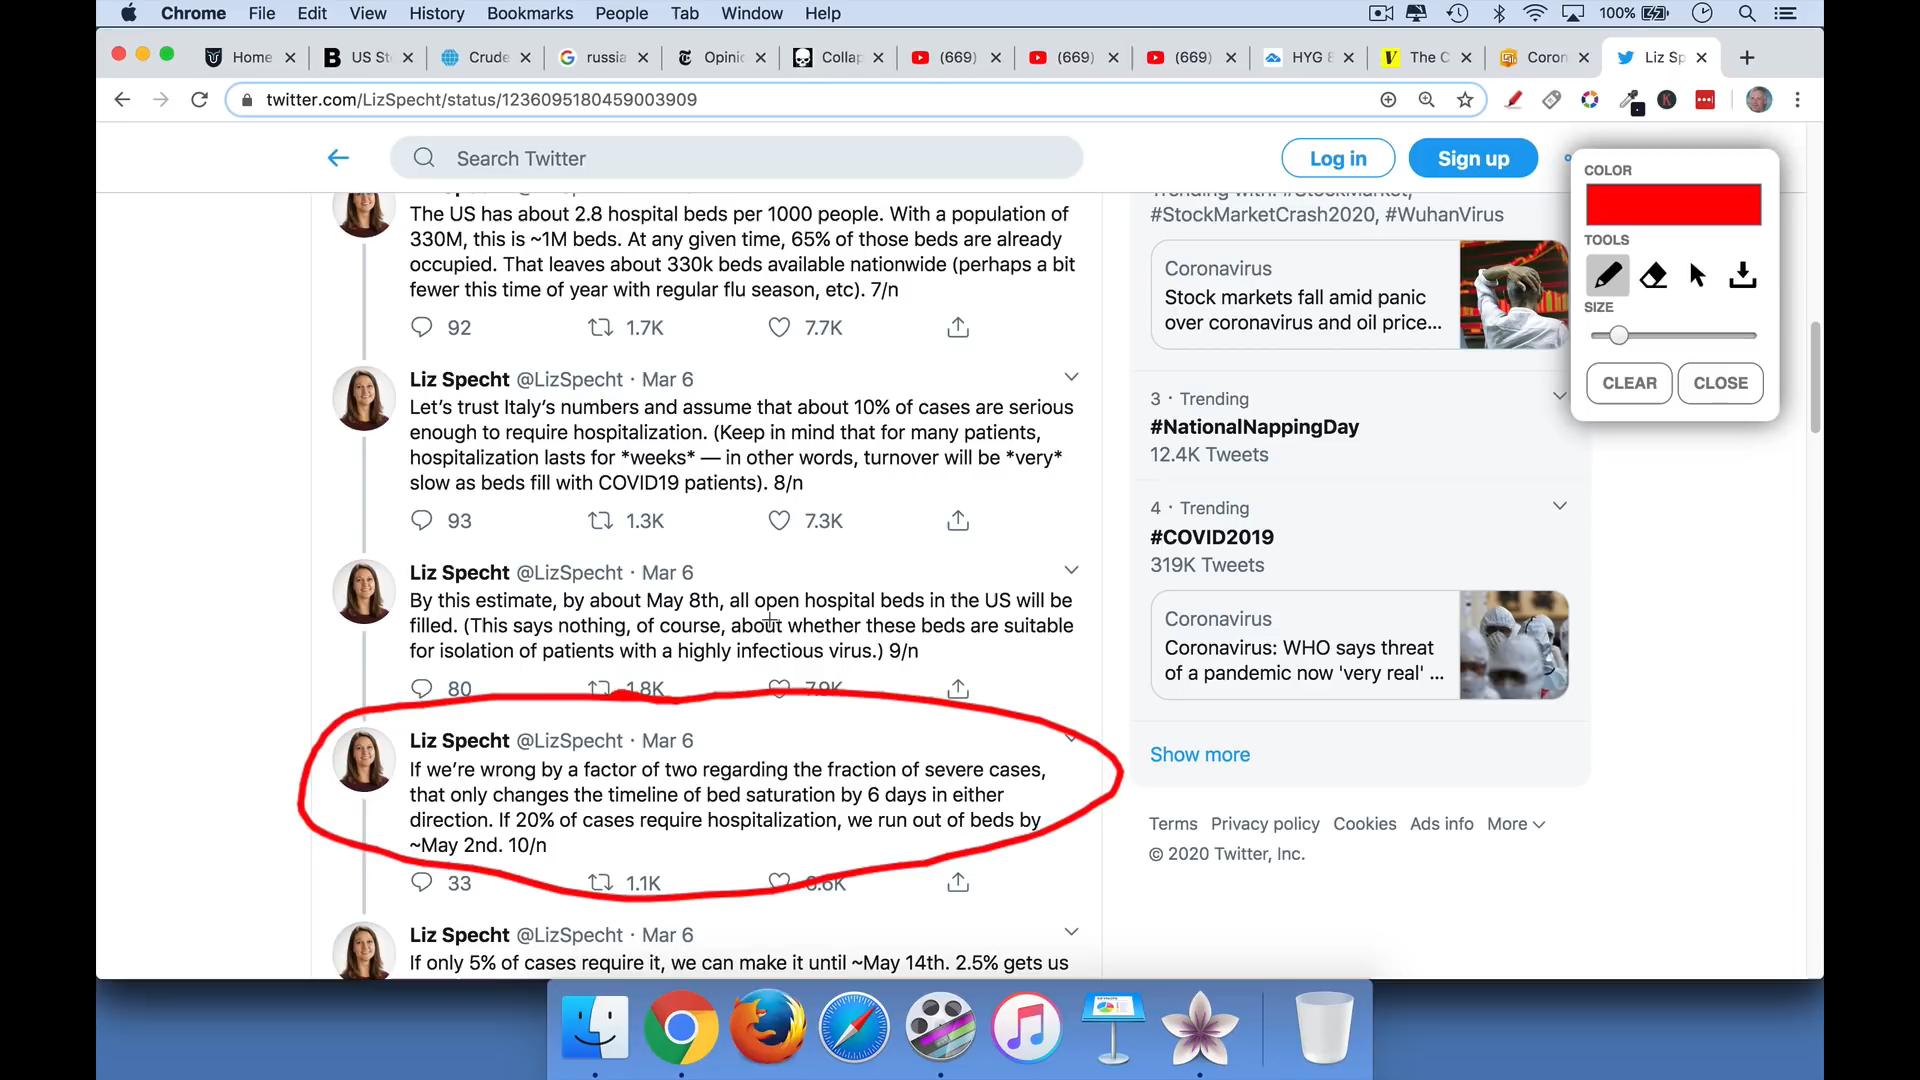 Chrome File Edit View History Bookmarks People Tab Window Help 100%
Home US St Crude russia Opinic Collap (669) (669) (669) HYG & The C Coron Liz Sp
twitter.com/LizSpecht/status/1236095180459003909
Search Twitter
Log in
Sign up
The US has about 2.8 hospital beds per 1000 people. With a population of
330M, this is ~1M beds. At any given time, 65% of those beds are already
occupied. That leaves about 330k beds available nationwide (perhaps a bit
fewer this time of year with regular flu season, etc). 7/n
92 1.7K 7.7K
Liz Specht @LizSpecht · Mar 6
Let's trust Italy's numbers and assume that about 10% of cases are serious
enough to require hospitalization. (Keep in mind that for many patients,
hospitalization lasts for *weeks* — in other words, turnover will be *very*
slow as beds fill with COVID19 patients). 8/n
93 1.3K 7.3K
Liz Specht @LizSpecht · Mar 6
By this estimate, by about May 8th, all open hospital beds in the US will be
filled. (This says nothing, of course, about whether these beds are suitable
for isolation of patients with a highly infectious virus.) 9/n
80 1.8K 7.9K
Liz Specht @LizSpecht · Mar 6
If we're wrong by a factor of two regarding the fraction of severe cases,
that only changes the timeline of bed saturation by 6 days in either
direction. If 20% of cases require hospitalization, we run out of beds by
~May 2nd. 10/n
33 1.1K 6.6K
Liz Specht @LizSpecht · Mar 6
If only 5% of cases require it, we can make it until ~May 14th. 2.5% gets us
Trending with: #StockMarket,
#StockMarketCrash2020, #WuhanVirus
Coronavirus
Stock markets fall amid panic
over coronavirus and oil price...
3 · Trending
#NationalNappingDay
12.4K Tweets
4 · Trending
#COVID2019
319K Tweets
Coronavirus
Coronavirus: WHO says threat
of a pandemic now 'very real' ...
Show more
Terms Privacy policy Cookies Ads info More
© 2020 Twitter, Inc.
COLOR
TOOLS
SIZE
CLEAR CLOSE